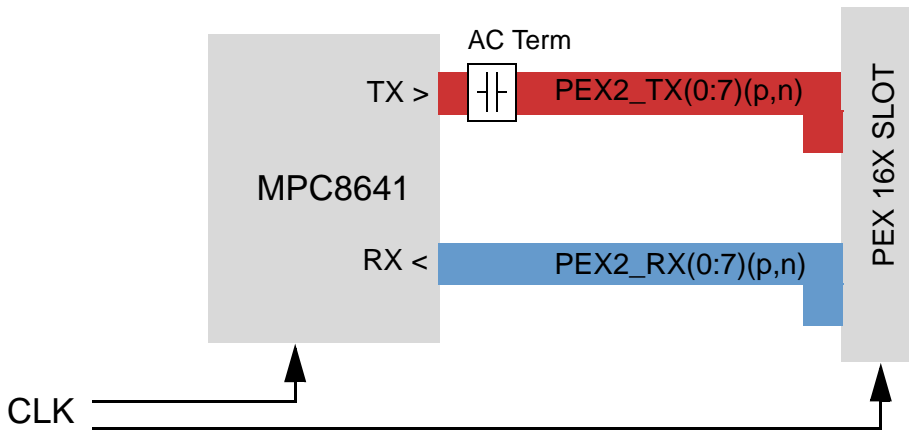 AC Term
TX >
PEX2_TX(0:7)(p,n)
MPC8641
PEX 16X SLOT
RX <
PEX2_RX(0:7)(p,n)
CLK